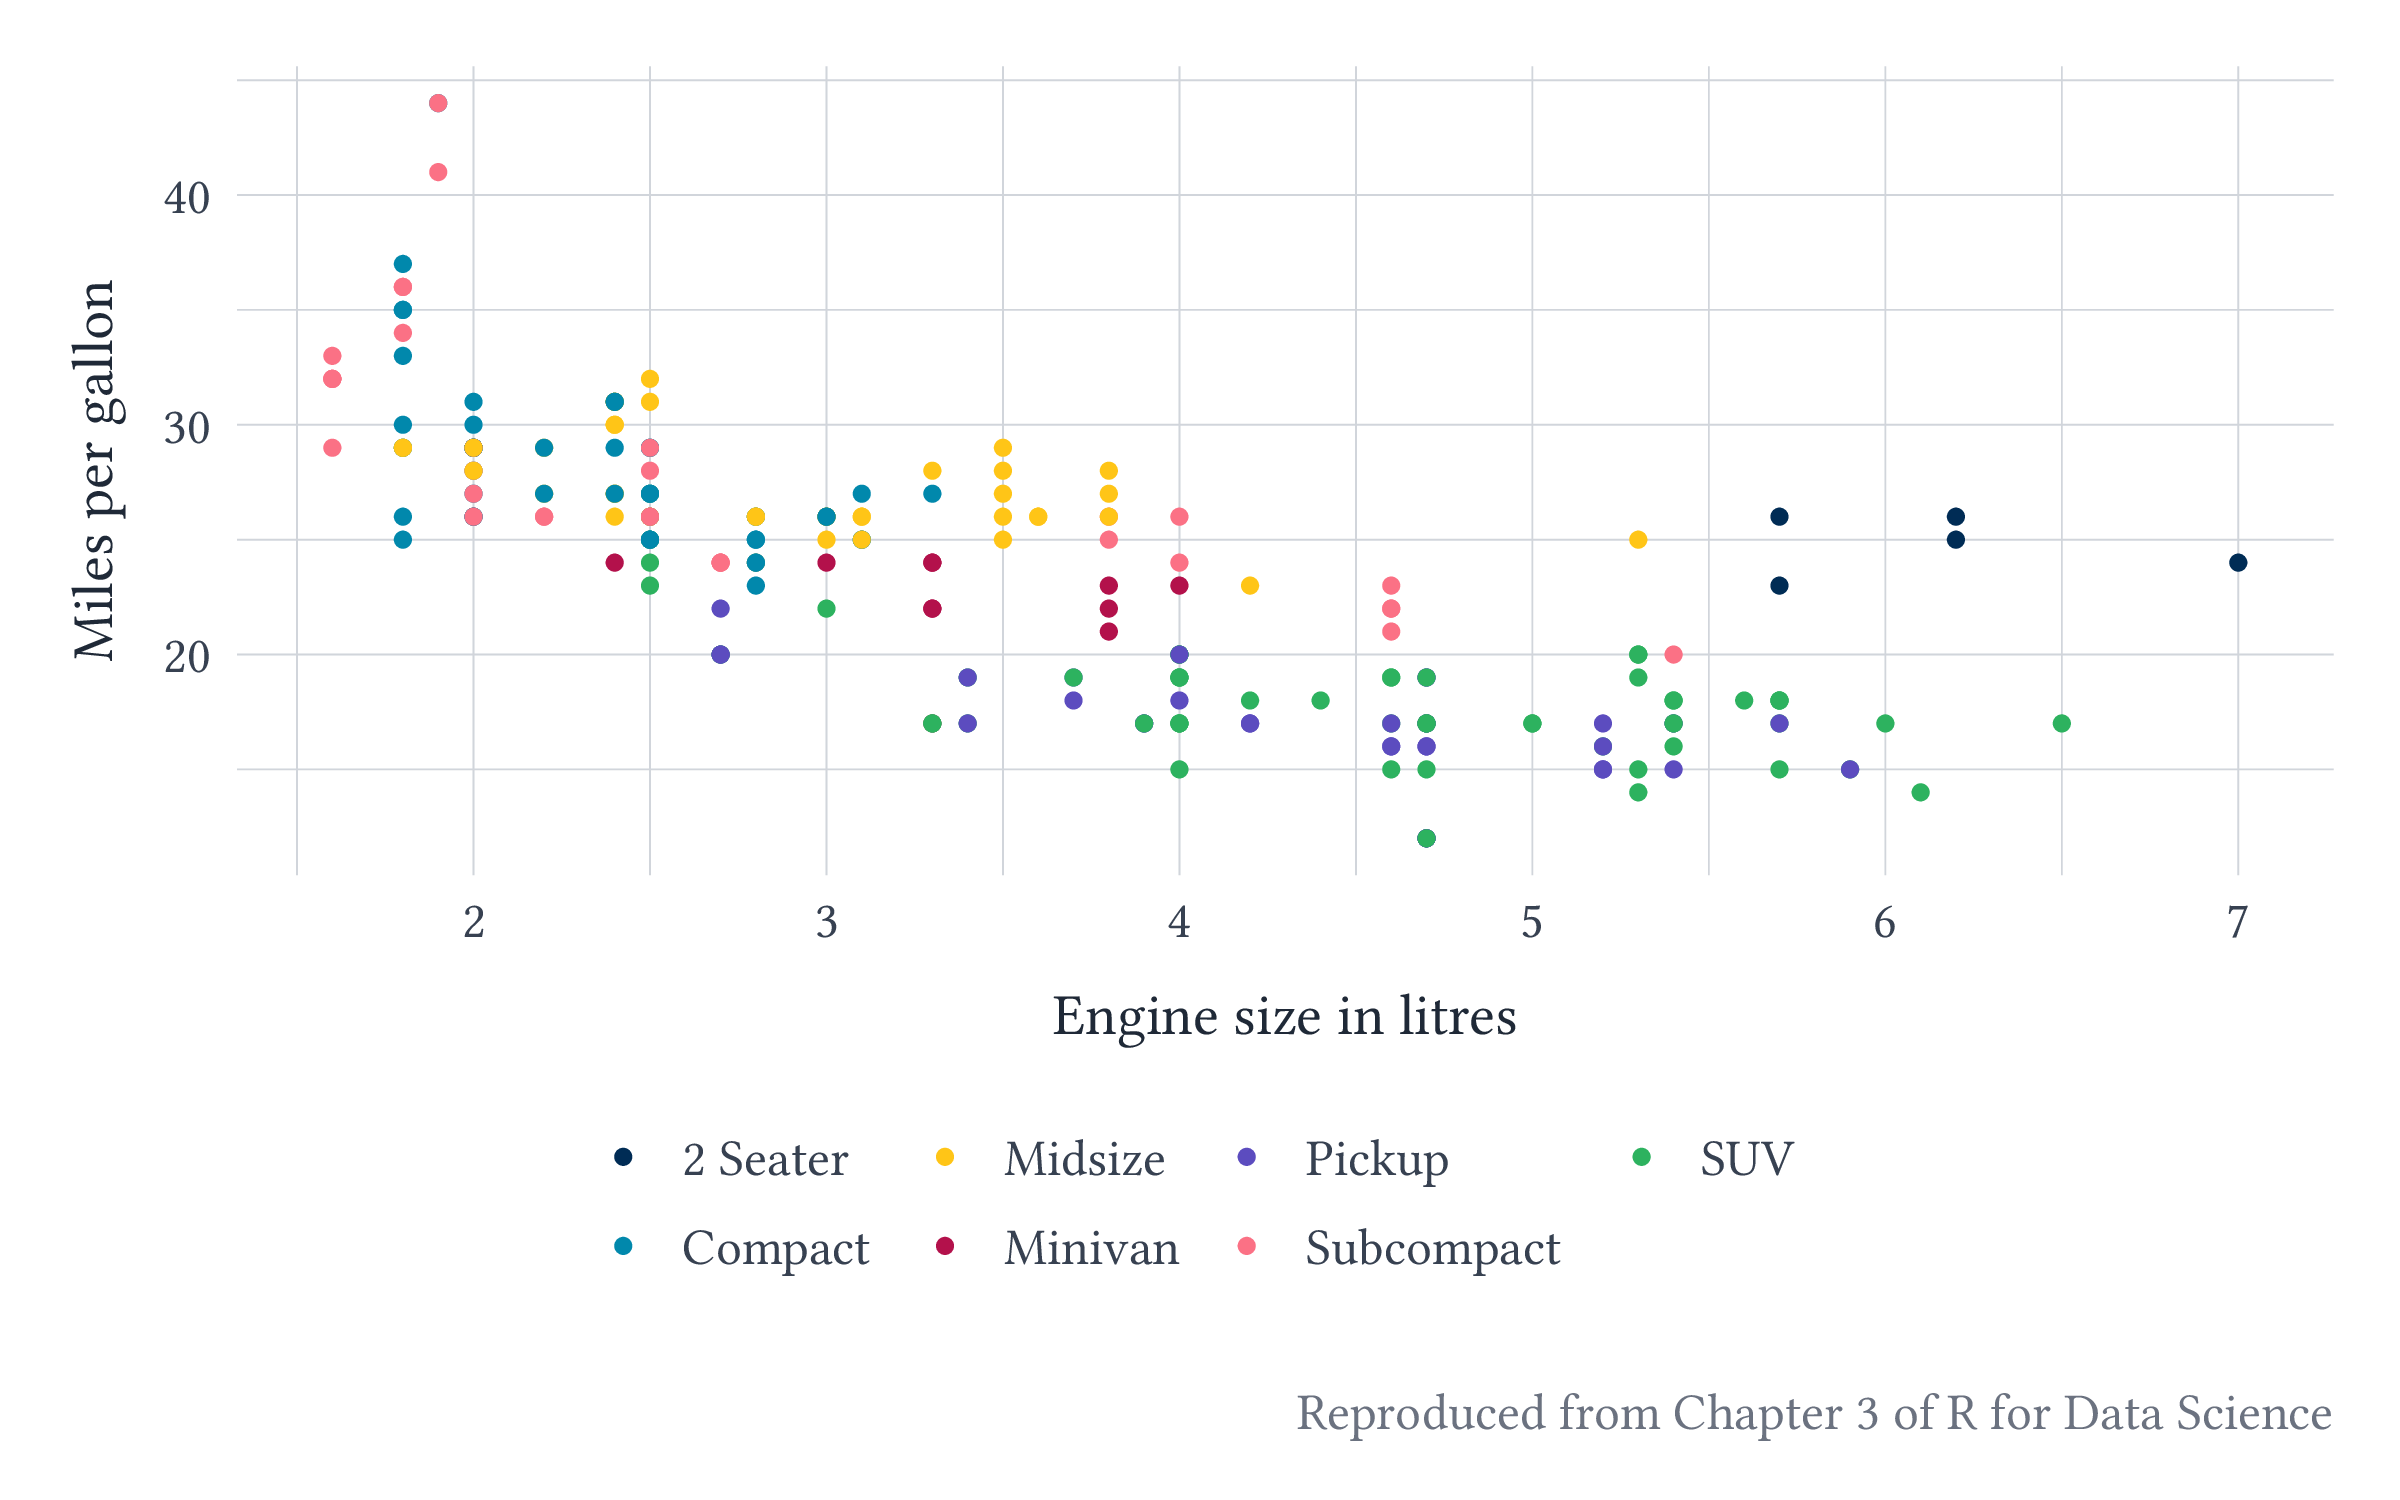 Miles per gallon
40
30
20
2 3 4 5 6 7
Engine size in litres
2 Seater Midsize Pickup SUV
Compact Minivan Subcompact
Reproduced from Chapter 3 of R for Data Science